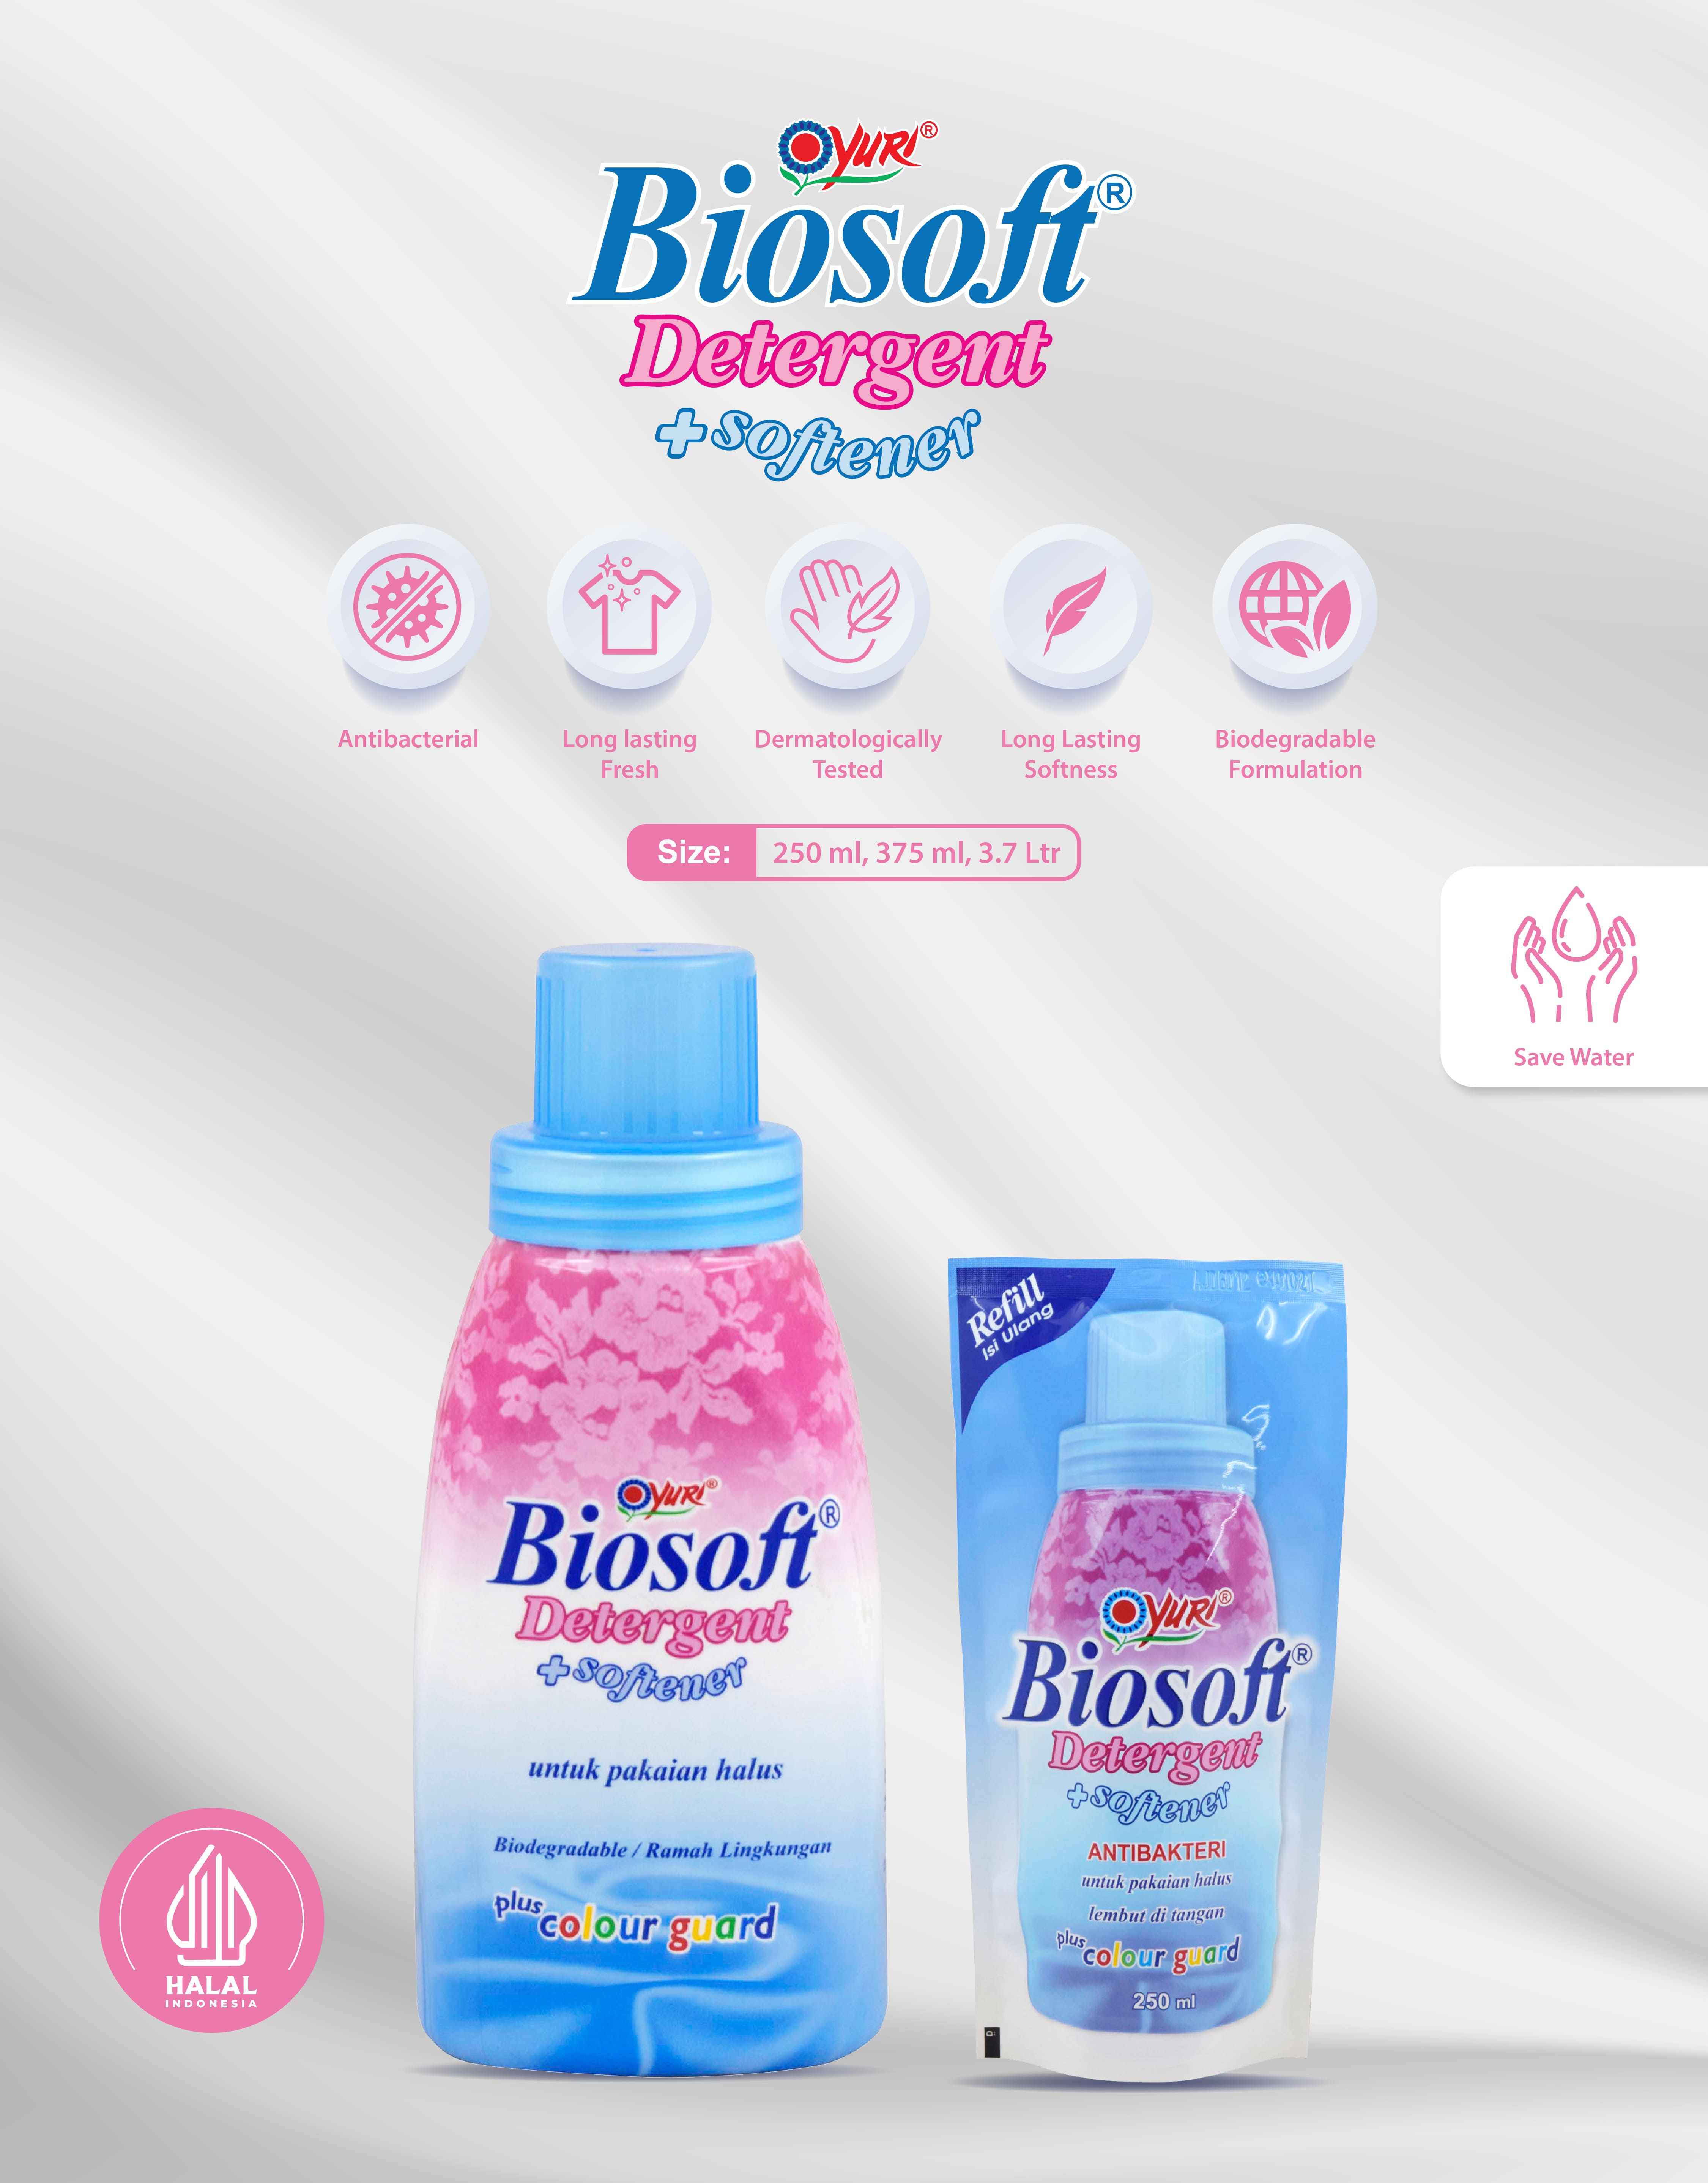 YURI®
Biosoft®
Detergent
+softener
Antibacterial
Long lasting
Fresh
Dermatologically
Tested
Long Lasting
Softness
Biodegradable
Formulation
Size: 250 ml, 375 ml, 3.7 Ltr
Save Water
YURI®
Biosoft®
Detergent
+softener
untuk pakaian halus
Biodegradable / Ramah Lingkungan
plus colour guard
Refill
Isi Ulang
YURI®
Biosoft®
Detergent
+softener
ANTIBAKTERI
untuk pakaian halus
lembut di tangan
plus colour guard
250 ml
HALAL
INDONESIA